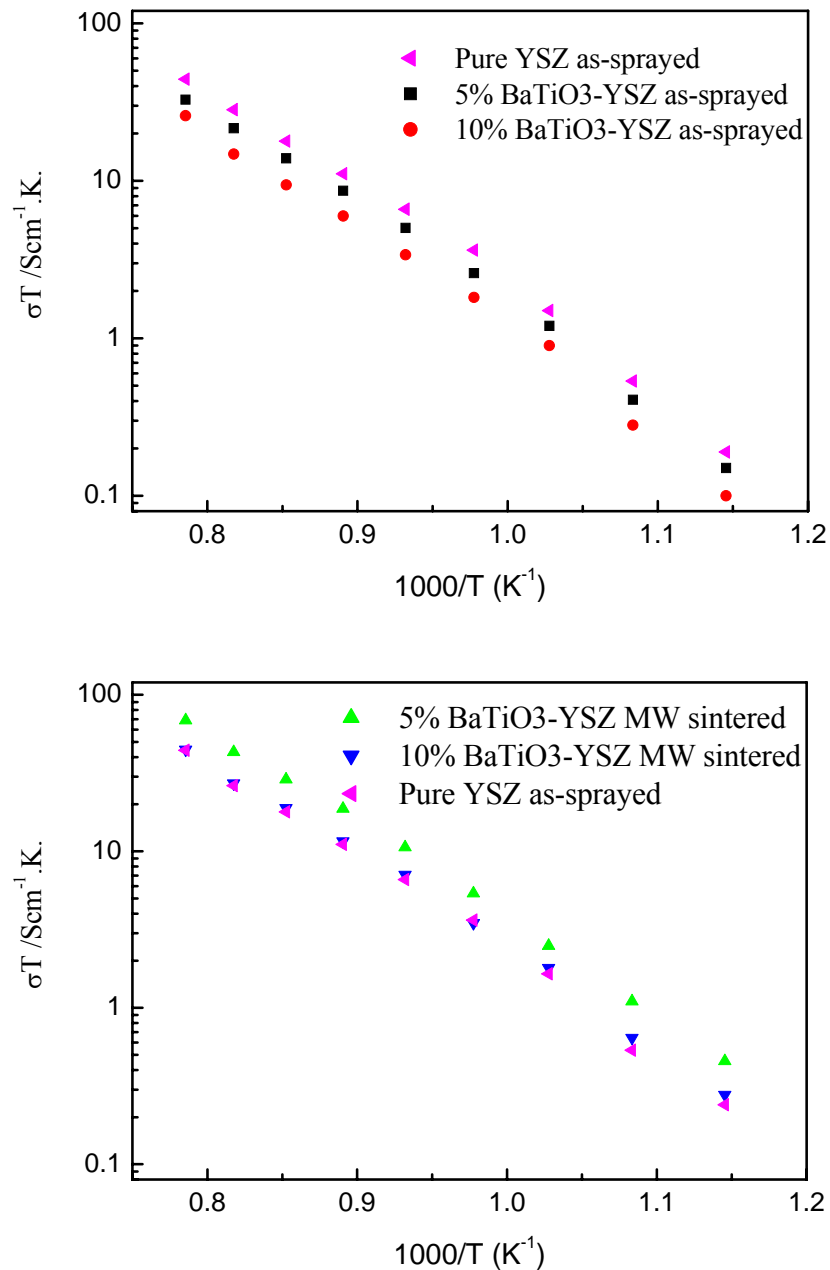 100
Pure YSZ as-sprayed
5% BaTiO3-YSZ as-sprayed
10% BaTiO3-YSZ as-sprayed
10
σT /Scm⁻¹.K.
1
0.1
0.8 0.9 1.0 1.1 1.2
1000/T (K⁻¹)
100
5% BaTiO3-YSZ MW sintered
10% BaTiO3-YSZ MW sintered
Pure YSZ as-sprayed
10
σT /Scm⁻¹.K.
1
0.1
0.8 0.9 1.0 1.1 1.2
1000/T (K⁻¹)